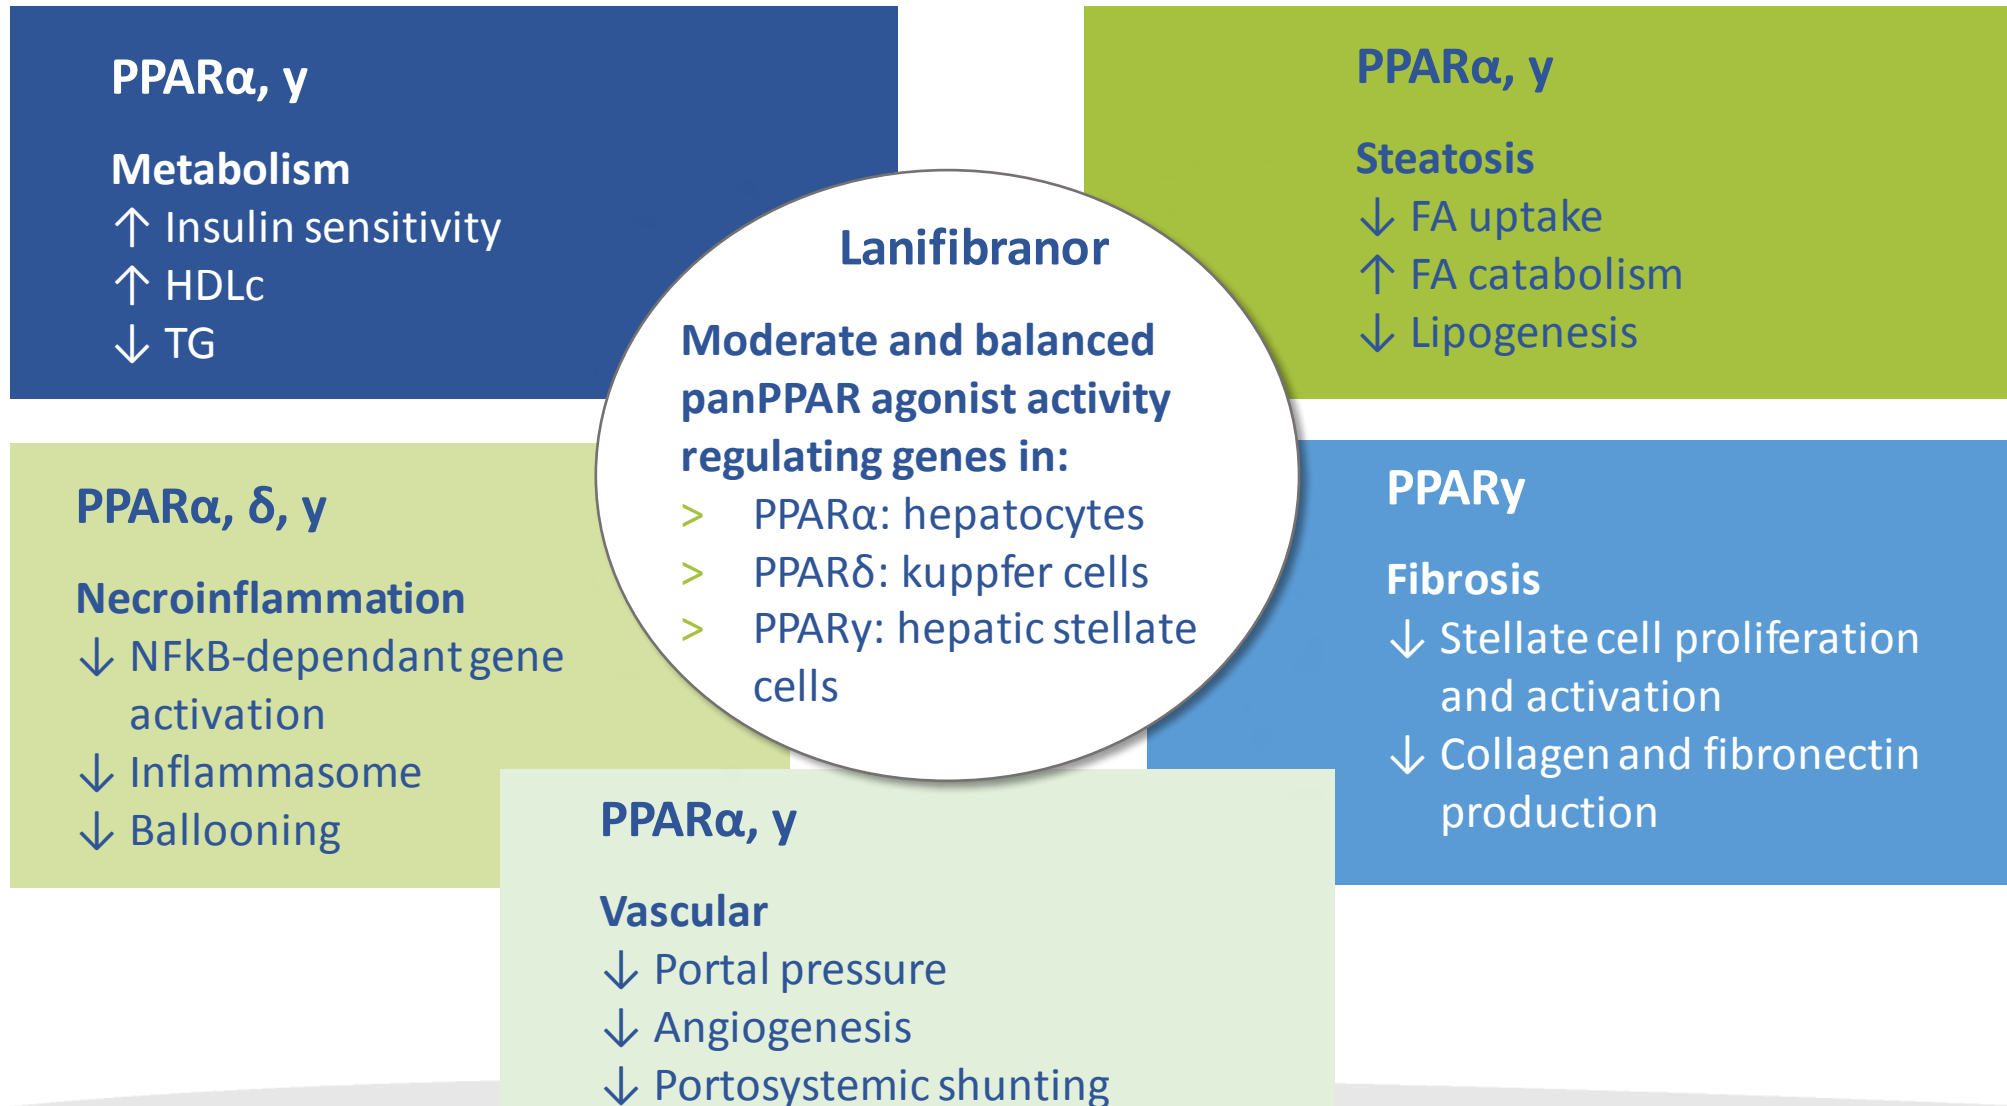 PPARα, y
Metabolism
↑ Insulin sensitivity
↑ HDLc
↓ TG
PPARα, y
Steatosis
↓ FA uptake
↑ FA catabolism
↓ Lipogenesis
Lanifibranor
Moderate and balanced
panPPAR agonist activity
regulating genes in:
> PPARα: hepatocytes
> PPARδ: kuppfer cells
> PPARy: hepatic stellate
cells
PPARα, δ, y
Necroinflammation
↓ NFkB-dependant gene
activation
↓ Inflammasome
↓ Ballooning
PPARy
Fibrosis
↓ Stellate cell proliferation
and activation
↓ Collagen and fibronectin
production
PPARα, y
Vascular
↓ Portal pressure
↓ Angiogenesis
↓ Portosystemic shunting